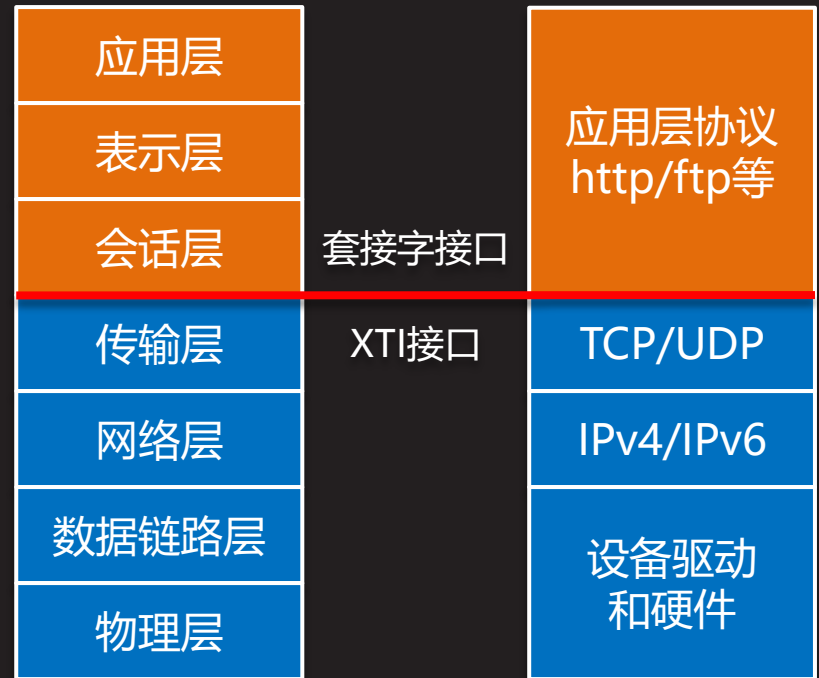 应用层
表示层
会话层
传输层
网络层
数据链路层
物理层
套接字接口
XTI接口
应用层协议
http/ftp等
TCP/UDP
IPv4/IPv6
设备驱动
和硬件